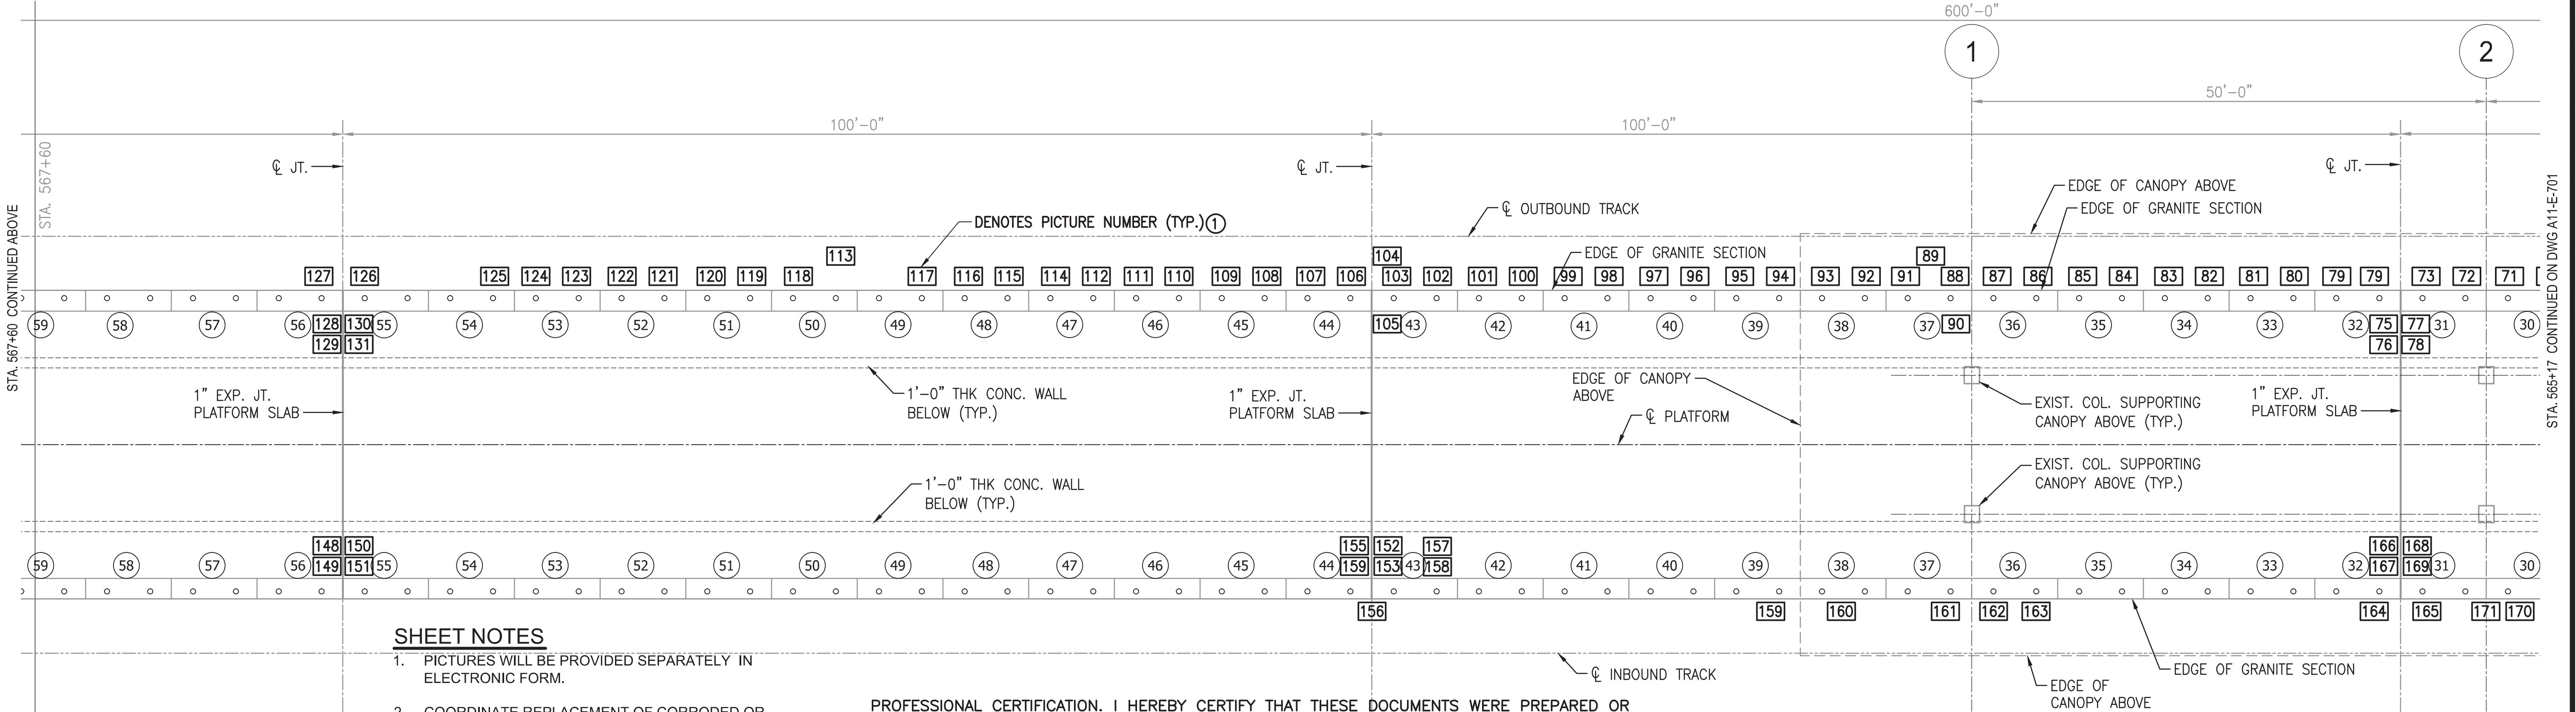 600'-0"
1
2
50'-0"
100'-0"
100'-0"
STA. 567+60
STA. 567+60 CONTINUED ABOVE
℄ JT.
℄ JT.
℄ JT.
EDGE OF CANOPY ABOVE
EDGE OF GRANITE SECTION
STA. 565+17 CONTINUED ON DWG A11-E-701
DENOTES PICTURE NUMBER (TYP.) 1
℄ OUTBOUND TRACK
EDGE OF GRANITE SECTION
113 104 89
127 126 125 124 123 122 121 120 119 118 117 116 115 114 112 111 110 109 108 107 106 103 102 101 100 99 98 97 96 95 94 93 92 91 88 87 86 85 84 83 82 81 80 79 79 73 72 71
59 58 57 56 128 130 55 54 53 52 51 50 49 48 47 46 45 44 105 43 42 41 40 39 38 37 90 36 35 34 33 32 75 77 31 30
129 131 76 78
1" EXP. JT.
PLATFORM SLAB
1'-0" THK CONC. WALL
BELOW (TYP.)
1" EXP. JT.
PLATFORM SLAB
EDGE OF CANOPY
ABOVE
℄ PLATFORM
EXIST. COL. SUPPORTING
CANOPY ABOVE (TYP.)
1" EXP. JT.
PLATFORM SLAB
1'-0" THK CONC. WALL
BELOW (TYP.)
EXIST. COL. SUPPORTING
CANOPY ABOVE (TYP.)
148 150 155 152 157 166 168
59 58 57 56 149 151 55 54 53 52 51 50 49 48 47 46 45 44 159 153 43 158 42 41 40 39 38 37 36 35 34 33 32 167 169 31 30
156 159 160 161 162 163 164 165 171 170
SHEET NOTES
1. PICTURES WILL BE PROVIDED SEPARATELY IN
ELECTRONIC FORM.
℄ INBOUND TRACK
EDGE OF GRANITE SECTION
EDGE OF
CANOPY ABOVE
2. COORDINATE REPLACEMENT OF CORRODED OR
PROFESSIONAL CERTIFICATION. I HEREBY CERTIFY THAT THESE DOCUMENTS WERE PREPARED OR